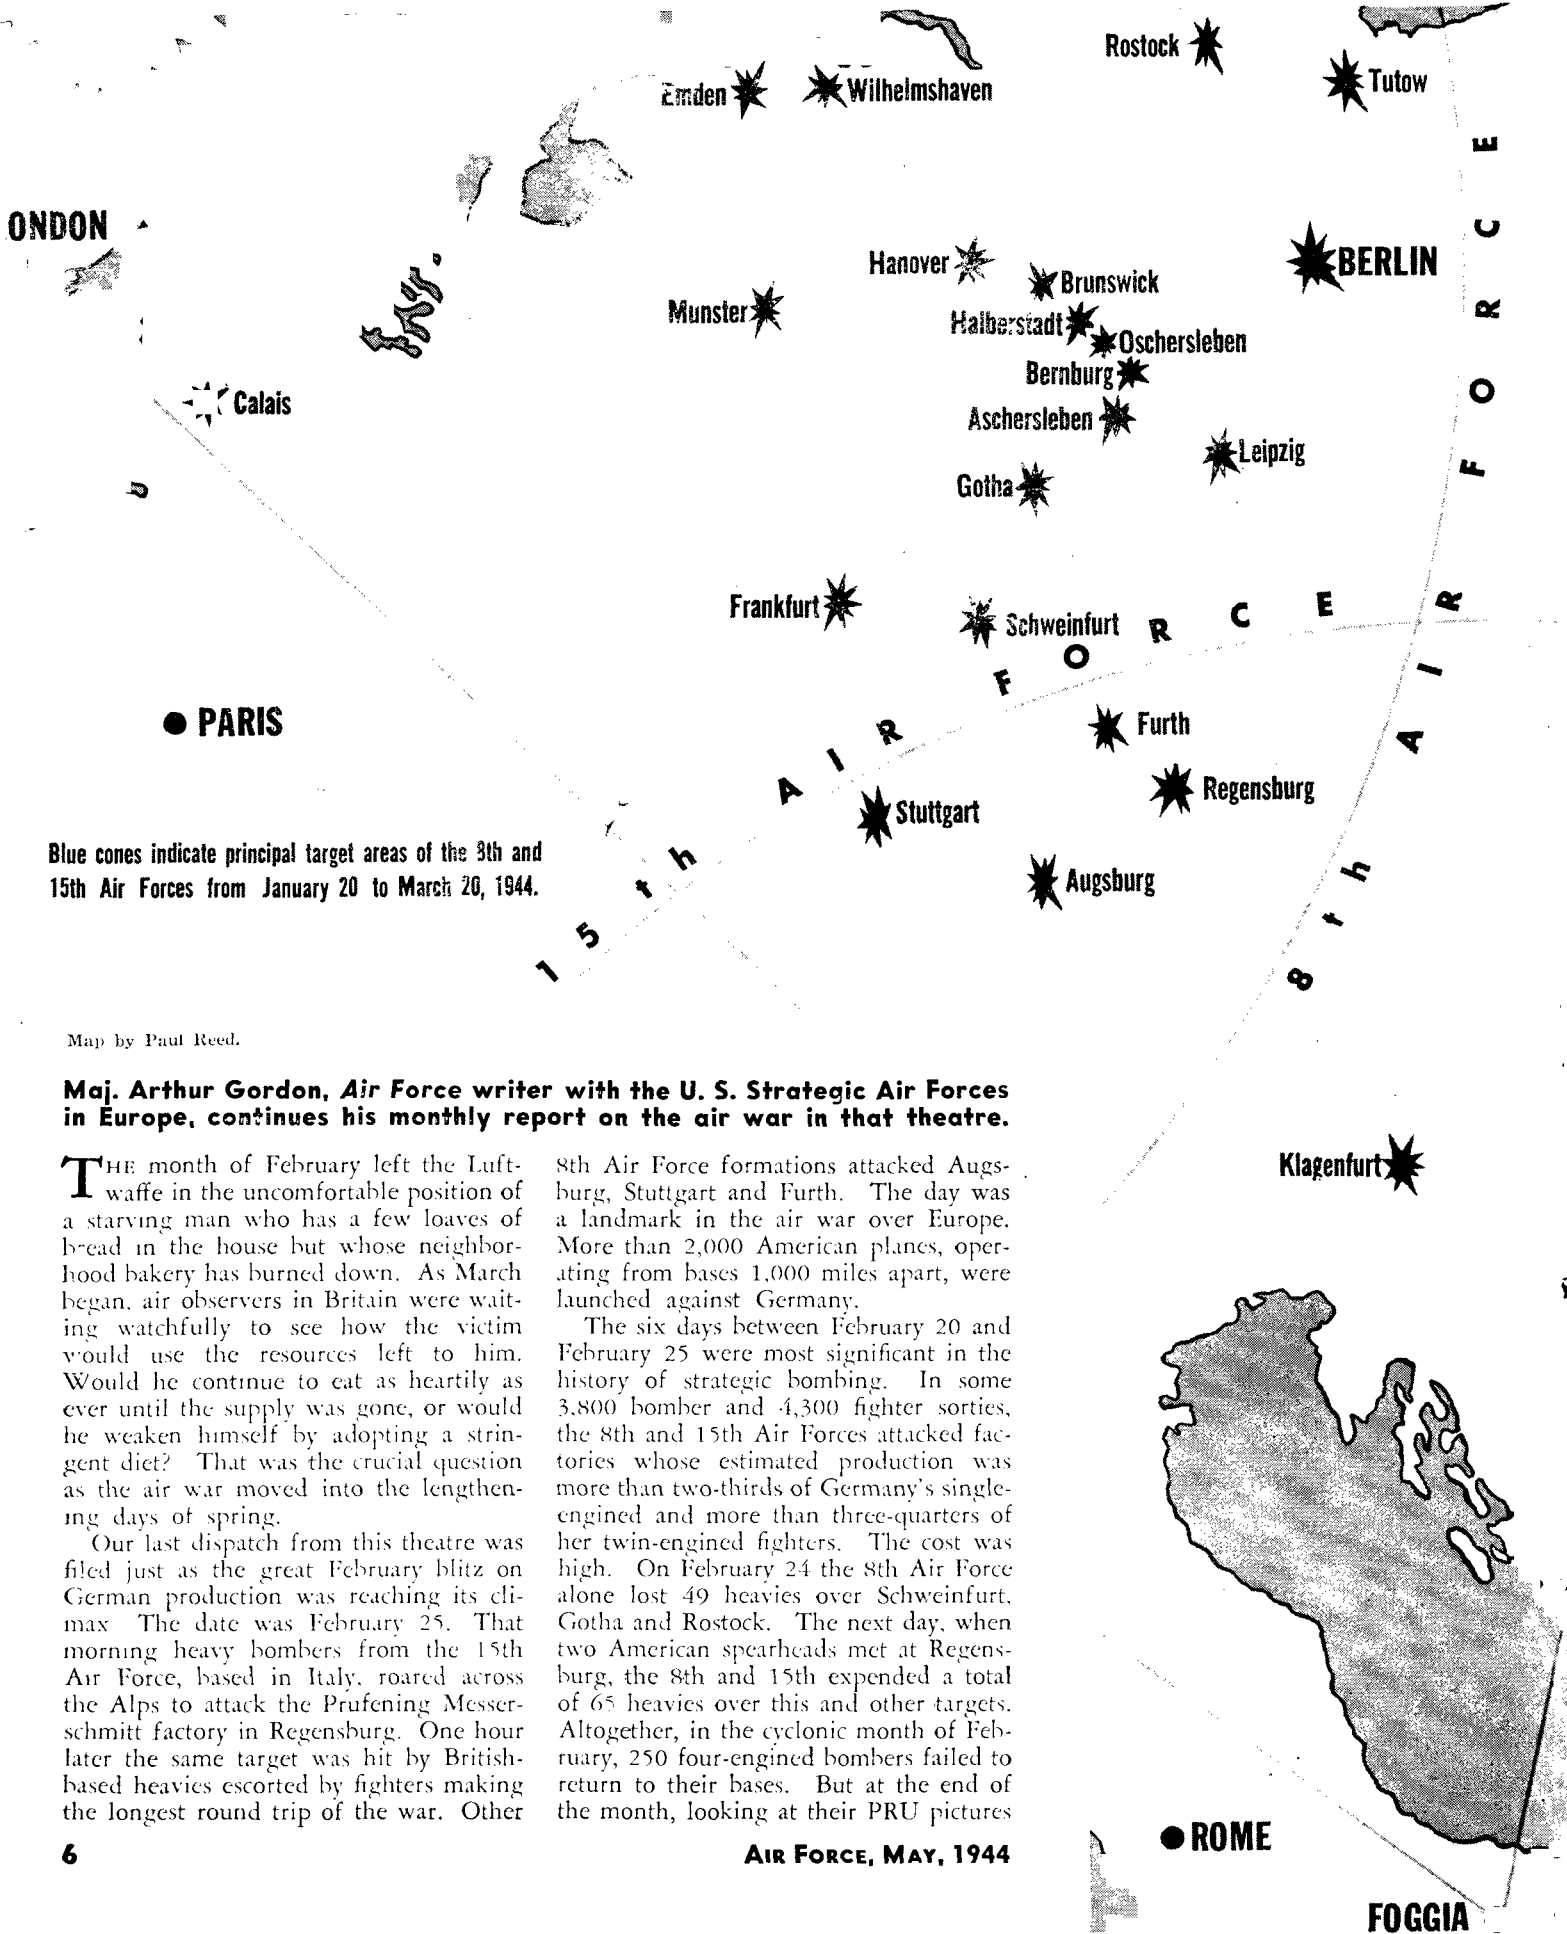 Rostock
Tutow
Emden
Wilhelmshaven
ONDON
Hanover
Brunswick
BERLIN
Munster
Halberstadt
Oschersleben
Bernburg
Calais
Aschersleben
Leipzig
Gotha
Frankfurt
Schweinfurt
PARIS
Furth
Regensburg
Stuttgart
Augsburg
15th AIR FORCE
8th AIR FORCE
Blue cones indicate principal target areas of the 8th and
15th Air Forces from January 20 to March 20, 1944.
Map by Paul Reed.
Klagenfurt
ROME
FOGGIA
Maj. Arthur Gordon, Air Force writer with the U. S. Strategic Air Forces
in Europe, continues his monthly report on the air war in that theatre.
THE month of February left the Luft-
waffe in the uncomfortable position of
a starving man who has a few loaves of
bread in the house but whose neighbor-
hood bakery has burned down. As March
began, air observers in Britain were wait-
ing watchfully to see how the victim
would use the resources left to him.
Would he continue to eat as heartily as
ever until the supply was gone, or would
he weaken himself by adopting a strin-
gent diet? That was the crucial question
as the air war moved into the lengthen-
ing days of spring.
Our last dispatch from this theatre was
filed just as the great February blitz on
German production was reaching its cli-
max The date was February 25. That
morning heavy bombers from the 15th
Air Force, based in Italy, roared across
the Alps to attack the Prufening Messer-
schmitt factory in Regensburg. One hour
later the same target was hit by British-
based heavies escorted by fighters making
the longest round trip of the war. Other
8th Air Force formations attacked Augs-
burg, Stuttgart and Furth. The day was
a landmark in the air war over Europe.
More than 2,000 American planes, oper-
ating from bases 1,000 miles apart, were
launched against Germany.
The six days between February 20 and
February 25 were most significant in the
history of strategic bombing. In some
3,800 bomber and 4,300 fighter sorties,
the 8th and 15th Air Forces attacked fac-
tories whose estimated production was
more than two-thirds of Germany's single-
engined and more than three-quarters of
her twin-engined fighters. The cost was
high. On February 24 the 8th Air Force
alone lost 49 heavies over Schweinfurt,
Gotha and Rostock. The next day, when
two American spearheads met at Regens-
burg, the 8th and 15th expended a total
of 65 heavies over this and other targets.
Altogether, in the cyclonic month of Feb-
ruary, 250 four-engined bombers failed to
return to their bases. But at the end of
the month, looking at their PRU pictures
6
AIR FORCE, MAY, 1944